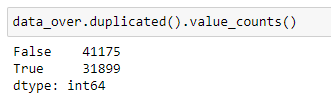 data_over.duplicated().value_counts()
False    41175
True     31899
dtype: int64